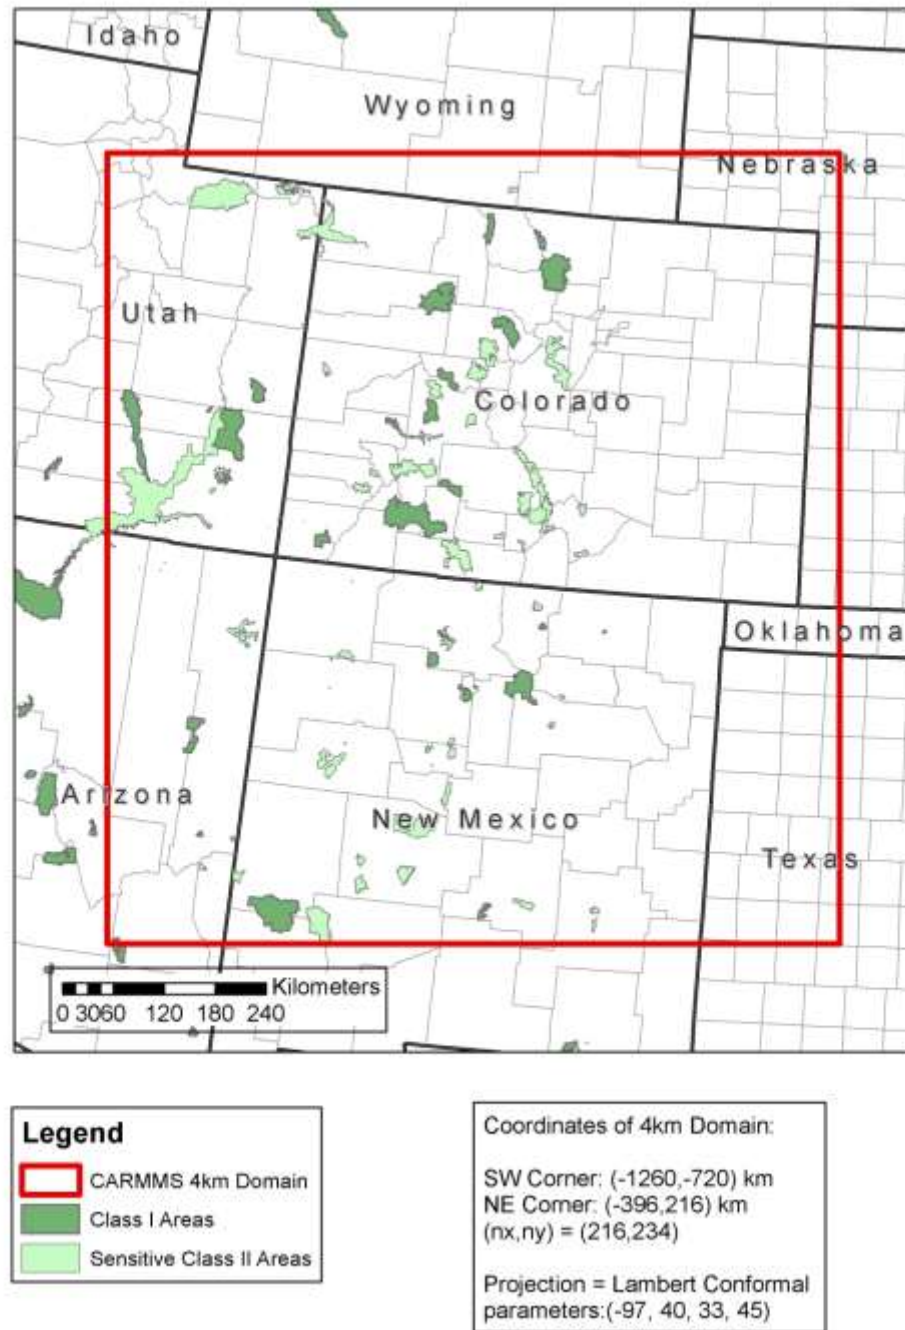 Idaho
Wyoming
Nebraska
Utah
Colorado
Oklahoma
Arizona
New Mexico
Texas
Kilometers
0 3060 120 180 240
Legend
CARMMS 4km Domain
Class I Areas
Sensitive Class II Areas
Coordinates of 4km Domain:
SW Corner: (-1260,-720) km
NE Corner: (-396,216) km
(nx,ny) = (216,234)
Projection = Lambert Conformal
parameters:(-97, 40, 33, 45)